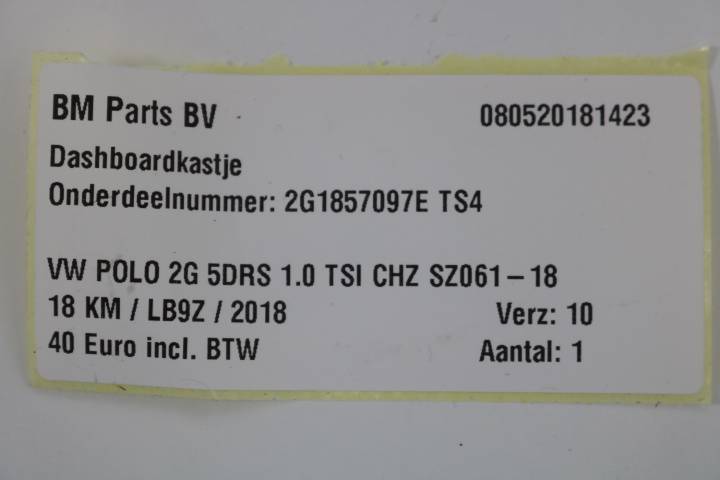 BM Parts BV 080520181423
Dashboardkastje
Onderdeelnummer: 2G1857097E TS4
VW POLO 2G 5DRS 1.0 TSI CHZ SZ061-18
18 KM / LB9Z / 2018 Verz: 10
40 Euro incl. BTW Aantal: 1